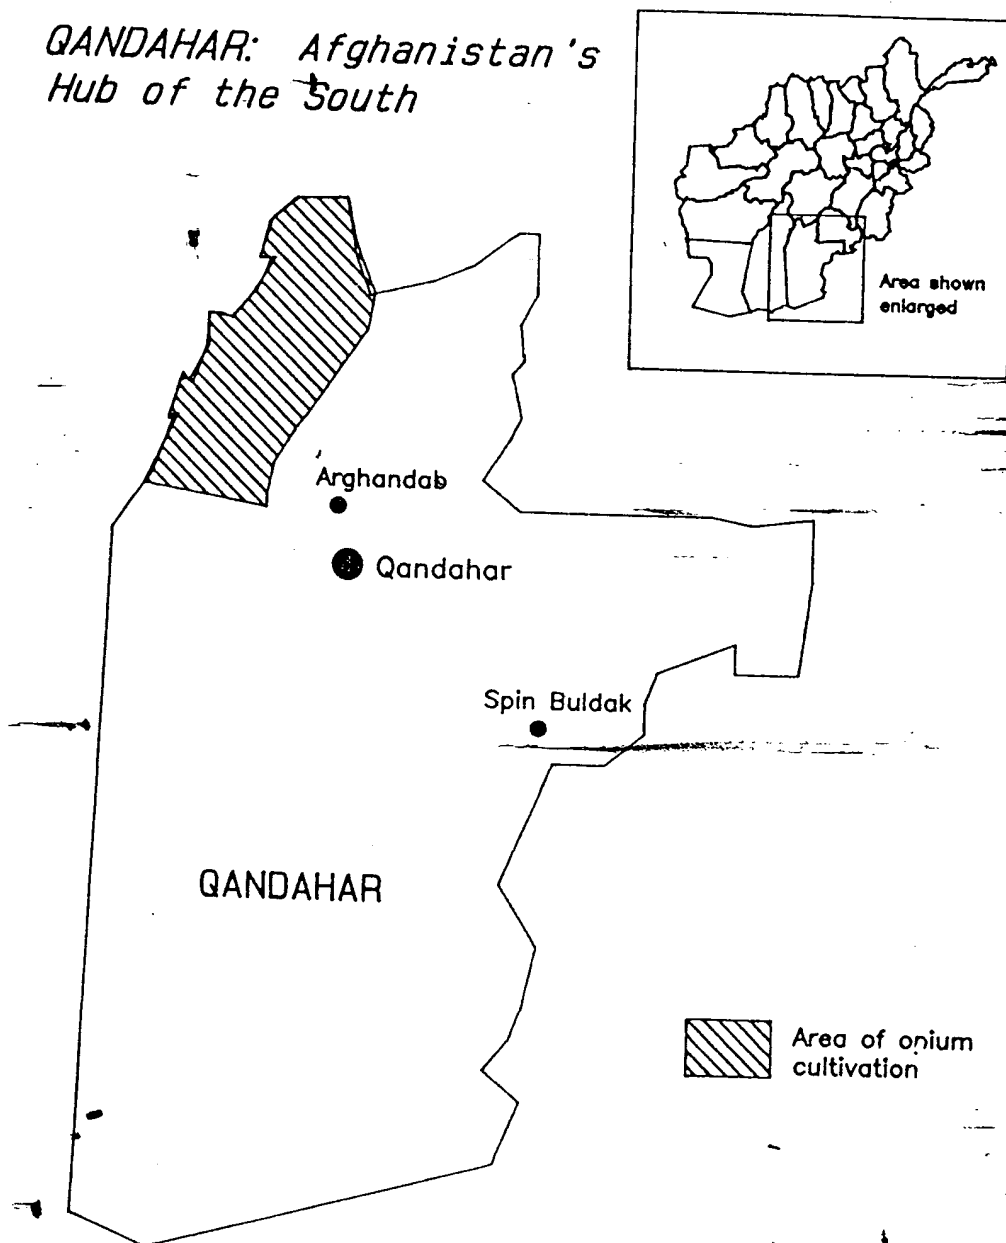 QANDAHAR: Afghanistan's
Hub of the South
Area shown
enlarged
Arghandab
Qandahar
Spin Buldak
QANDAHAR
Area of opium
cultivation